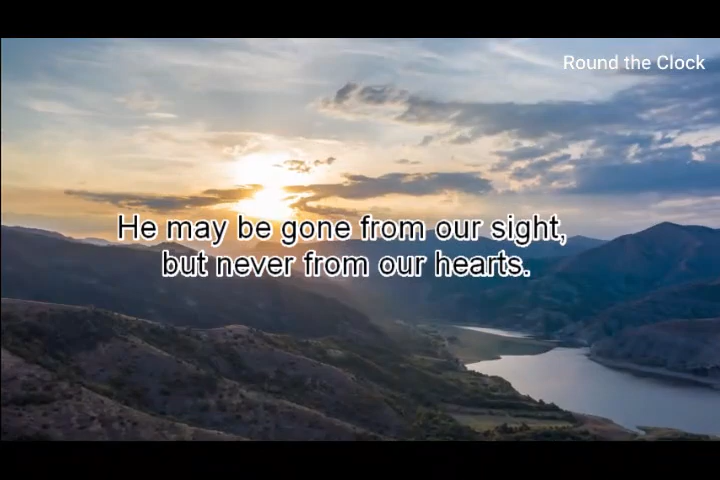 Round the Clock
He may be gone from our sight,
but never from our hearts.